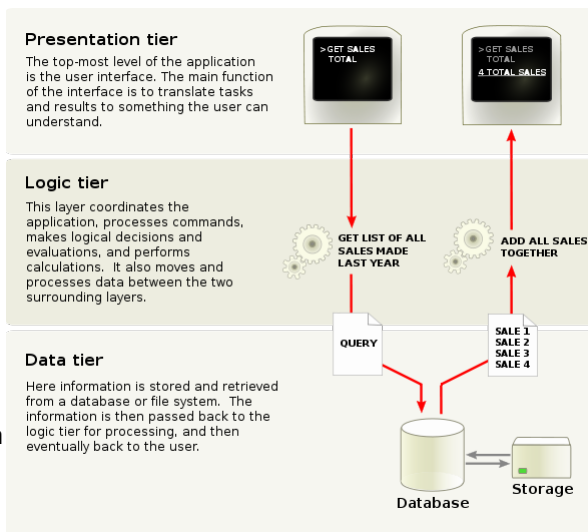 Presentation tier
The top-most level of the application
is the user interface. The main function
of the interface is to translate tasks
and results to something the user can
understand.
>GET SALES
TOTAL
>GET SALES
TOTAL
4 TOTAL SALES
Logic tier
This layer coordinates the
application, processes commands,
makes logical decisions and
evaluations, and performs
calculations. It also moves and
processes data between the two
surrounding layers.
GET LIST OF ALL
SALES MADE
LAST YEAR
ADD ALL SALES
TOGETHER
QUERY
SALE 1
SALE 2
SALE 3
SALE 4
Data tier
Here information is stored and retrieved
from a database or file system. The
information is then passed back to the
logic tier for processing, and then
eventually back to the user.
Database
Storage